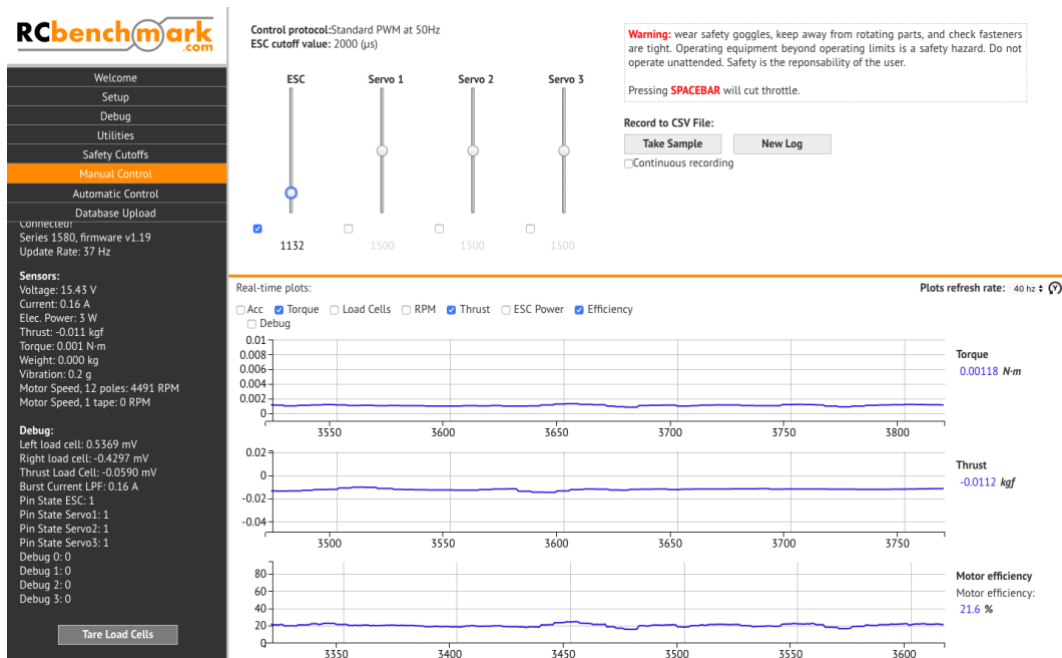 RCbenchmark
.com
Welcome
Setup
Debug
Utilities
Safety Cutoffs
Manual Control
Automatic Control
Database Upload
Connected!
Series 1580, firmware v1.19
Update Rate: 37 Hz
Sensors:
Voltage: 15.43 V
Current: 0.16 A
Elec. Power: 3 W
Thrust: -0.011 kgf
Torque: 0.001 N·m
Weight: 0.000 kg
Vibration: 0.2 g
Motor Speed, 12 poles: 4491 RPM
Motor Speed, 1 tape: 0 RPM
Debug:
Left load cell: 0.5369 mV
Right load cell: -0.4297 mV
Thrust Load Cell: -0.0590 mV
Burst Current LPF: 0.16 A
Pin State ESC: 1
Pin State Servo1: 1
Pin State Servo2: 1
Pin State Servo3: 1
Debug 0: 0
Debug 1: 0
Debug 2: 0
Debug 3: 0
Tare Load Cells
Control protocol:Standard PWM at 50Hz
ESC cutoff value: 2000 (µs)
ESC Servo 1 Servo 2 Servo 3
1132 1500 1500 1500
Warning: wear safety goggles, keep away from rotating parts, and check fasteners
are tight. Operating equipment beyond operating limits is a safety hazard. Do not
operate unattended. Safety is the reponsability of the user.
Pressing SPACEBAR will cut throttle.
Record to CSV File:
Take Sample New Log
Continuous recording
Real-time plots:
Plots refresh rate: 40 hz
Acc Torque Load Cells RPM Thrust ESC Power Efficiency
Debug
0.01
0.008
0.006
0.004
0.002
0
3550 3600 3650 3700 3750 3800
Torque
0.00118 N·m
0.02
0
-0.02
-0.04
3500 3550 3600 3650 3700 3750
Thrust
-0.0112 kgf
80
60
40
20
0
3350 3400 3450 3500 3550 3600
Motor efficiency
Motor efficiency:
21.6 %